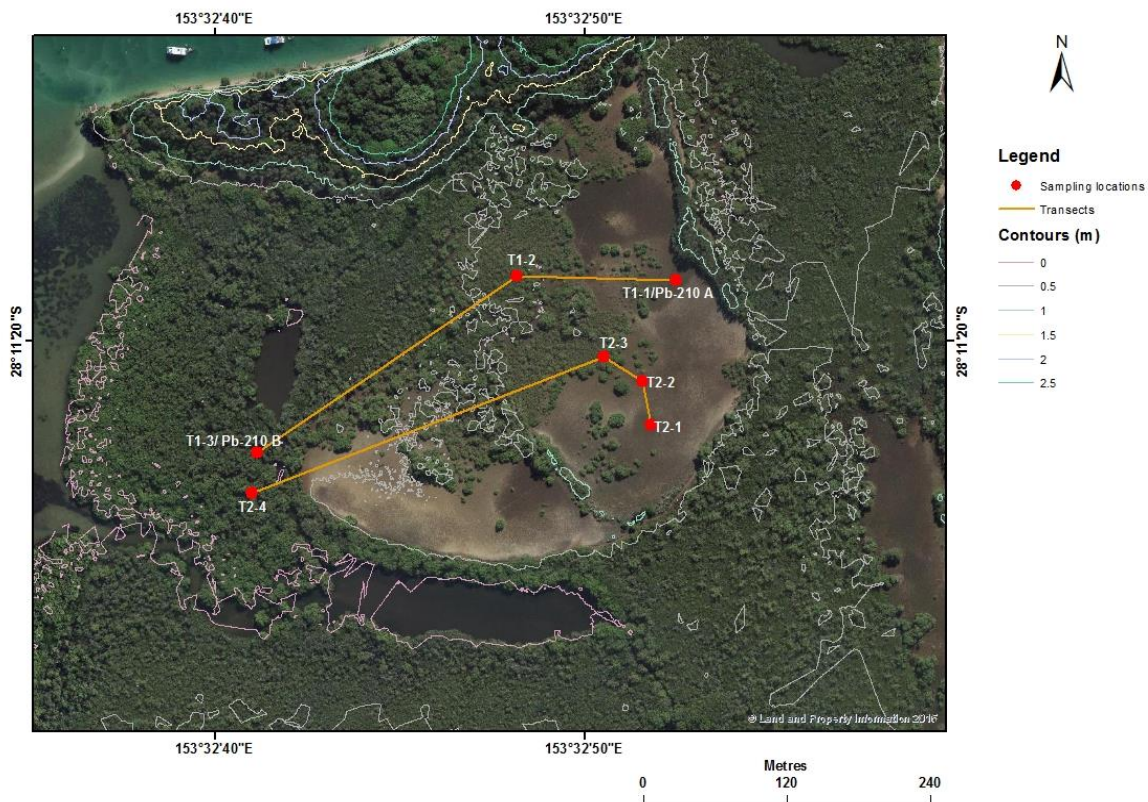 153°32'40"E
153°32'50"E
N
Legend
Sampling locations
Transects
Contours (m)
0
0.5
1
1.5
2
2.5
T1-2
T1-1/Pb-210 A
28°11'20"S
28°11'20"S
T2-3
T2-2
T2-1
T1-3/ Pb-210 B
T2-4
© Land and Property Information 2016
153°32'40"E
153°32'50"E
Metres
0
120
240